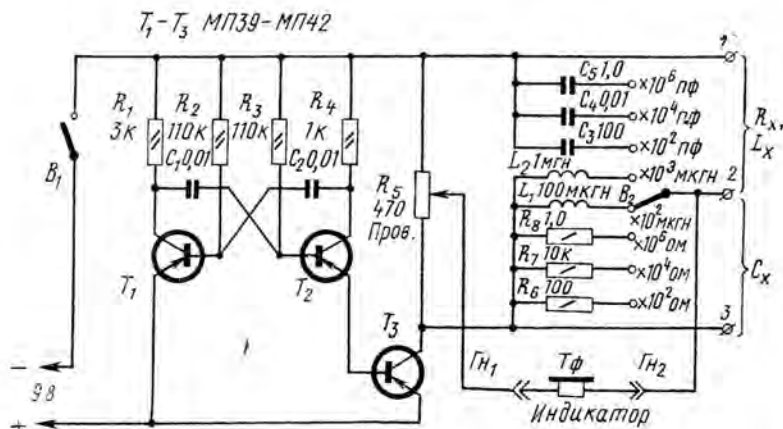 T₁-T₃ МП39-МП42
R₁ 3к
R₂ 110к
R₃ 110к
R₄ 1к
C₁ 0,01
C₂ 0,01
B₁
T₁
T₂
T₃
R₅ 470 Пров.
C₅ 1,0 ×10⁶ пф
C₄ 0,01 ×10⁴ пф
C₃ 100 ×10² пф
L₂ 1мгн ×10³ мкгн
L₁ 100мкгн B₂ ×10² мкгн
R₈ 1,0 ×10⁶ ом
R₇ 10к ×10⁴ ом
R₆ 100 ×10² ом
1
Rₓ, Lₓ
2
Cₓ
3
Гн₁
Тф
Гн₂
Индикатор
−
9В
+